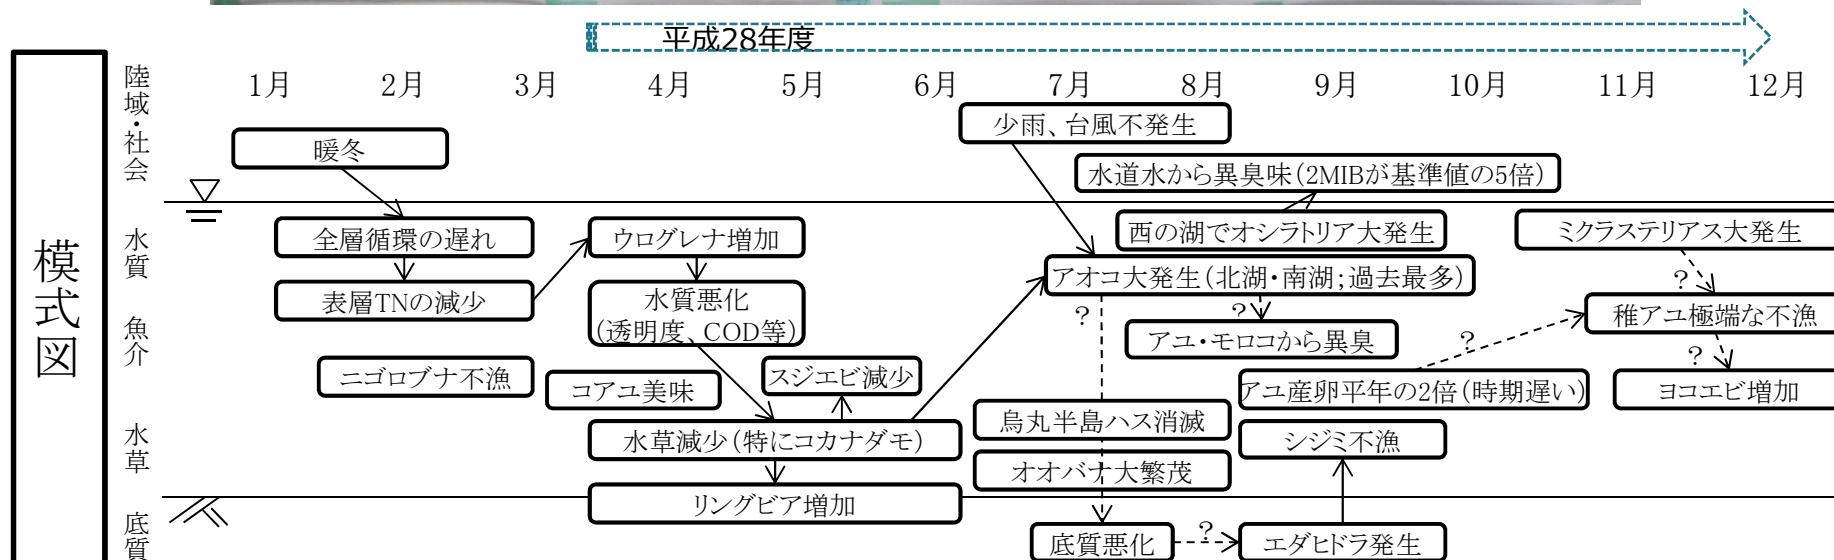 平成28年度
1月 2月 3月 4月 5月 6月 7月 8月 9月 10月 11月 12月
模式図
陸域・社会
水質
魚介
水草
底質
暖冬
少雨、台風不発生
水道水から異臭味(2MIBが基準値の5倍)
全層循環の遅れ
ウログレナ増加
西の湖でオシラトリア大発生
ミクラステリアス大発生
表層TNの減少
水質悪化
(透明度、COD等)
アオコ大発生(北湖・南湖;過去最多)
?
?
?
稚アユ極端な不漁
アユ・モロコから異臭
?
?
ニゴロブナ不漁
コアユ美味
スジエビ減少
アユ産卵平年の2倍(時期遅い)
ヨコエビ増加
水草減少(特にコカナダモ)
烏丸半島ハス消滅
シジミ不漁
オオバナ大繁茂
リングビア増加
底質悪化
?
エダヒドラ発生